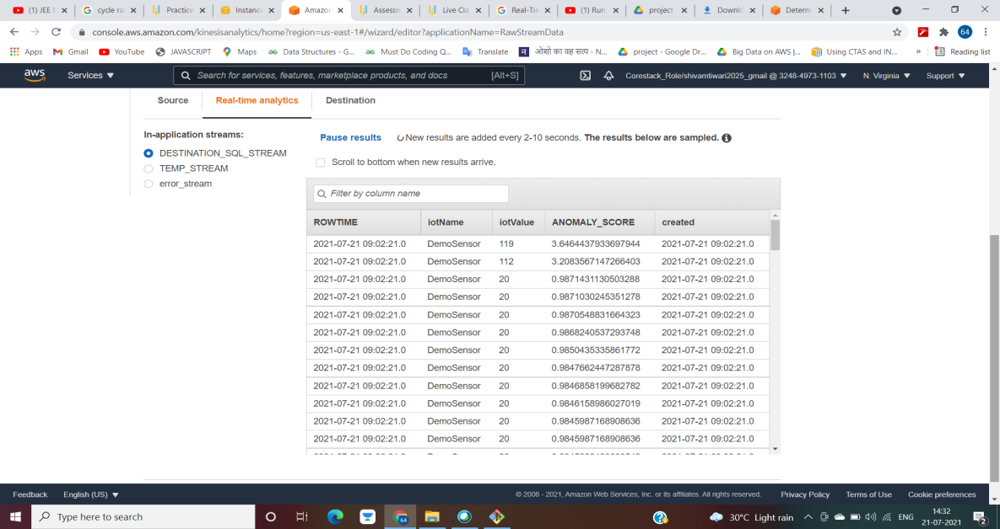 (1) JEE M
cycle ra
Practice
Instance
Amazon
Assessm
Live Cla
Real-Tim
(1) Run
project
Downlo
Determ
console.aws.amazon.com/kinesisanalytics/home?region=us-east-1#/wizard/editor?applicationName=RawStreamData
64
Apps Gmail YouTube JAVASCRIPT Maps Data Structures - G... Must Do Coding Q... Translate ओशो का वह सत्य - N... project - Google Dr... Big Data on AWS |... Using CTAS and IN... » Reading list
aws Services ▼ Search for services, features, marketplace products, and docs [Alt+S] Corestack_Role/shivamtiwari2025_gmail @ 3248-4973-1103 ▼ N. Virginia ▼ Support ▼
Source Real-time analytics Destination
In-application streams:
DESTINATION_SQL_STREAM
TEMP_STREAM
error_stream
Pause results New results are added every 2-10 seconds. The results below are sampled.
Scroll to bottom when new results arrive.
Filter by column name
ROWTIME iotName iotValue ANOMALY_SCORE created
2021-07-21 09:02:21.0 DemoSensor 119 3.6464437933697944 2021-07-21 09:02:21.0
2021-07-21 09:02:21.0 DemoSensor 112 3.2083567147266403 2021-07-21 09:02:21.0
2021-07-21 09:02:21.0 DemoSensor 20 0.9871431130503288 2021-07-21 09:02:21.0
2021-07-21 09:02:21.0 DemoSensor 20 0.9871030245351278 2021-07-21 09:02:21.0
2021-07-21 09:02:21.0 DemoSensor 20 0.9870548831664323 2021-07-21 09:02:21.0
2021-07-21 09:02:21.0 DemoSensor 20 0.9868240537293748 2021-07-21 09:02:21.0
2021-07-21 09:02:21.0 DemoSensor 20 0.9850435335861772 2021-07-21 09:02:21.0
2021-07-21 09:02:21.0 DemoSensor 20 0.9847662447287878 2021-07-21 09:02:21.0
2021-07-21 09:02:21.0 DemoSensor 20 0.9846858199682782 2021-07-21 09:02:21.0
2021-07-21 09:02:21.0 DemoSensor 20 0.9846158986027019 2021-07-21 09:02:21.0
2021-07-21 09:02:21.0 DemoSensor 20 0.9845987168908636 2021-07-21 09:02:21.0
2021-07-21 09:02:21.0 DemoSensor 20 0.9845987168908636 2021-07-21 09:02:21.0
Feedback English (US) ▼ © 2008 - 2021, Amazon Web Services, Inc. or its affiliates. All rights reserved. Privacy Policy Terms of Use Cookie preferences
Type here to search 30°C Light rain ENG 14:32
21-07-2021
2